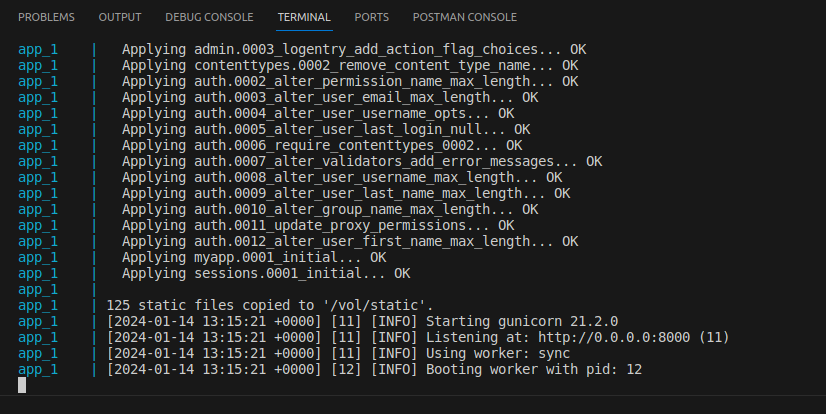 PROBLEMS OUTPUT DEBUG CONSOLE TERMINAL PORTS POSTMAN CONSOLE
app_1 | Applying admin.0003_logentry_add_action_flag_choices... OK
app_1 | Applying contenttypes.0002_remove_content_type_name... OK
app_1 | Applying auth.0002_alter_permission_name_max_length... OK
app_1 | Applying auth.0003_alter_user_email_max_length... OK
app_1 | Applying auth.0004_alter_user_username_opts... OK
app_1 | Applying auth.0005_alter_user_last_login_null... OK
app_1 | Applying auth.0006_require_contenttypes_0002... OK
app_1 | Applying auth.0007_alter_validators_add_error_messages... OK
app_1 | Applying auth.0008_alter_user_username_max_length... OK
app_1 | Applying auth.0009_alter_user_last_name_max_length... OK
app_1 | Applying auth.0010_alter_group_name_max_length... OK
app_1 | Applying auth.0011_update_proxy_permissions... OK
app_1 | Applying auth.0012_alter_user_first_name_max_length... OK
app_1 | Applying myapp.0001_initial... OK
app_1 | Applying sessions.0001_initial... OK
app_1 |
app_1 | 125 static files copied to '/vol/static'.
app_1 | [2024-01-14 13:15:21 +0000] [11] [INFO] Starting gunicorn 21.2.0
app_1 | [2024-01-14 13:15:21 +0000] [11] [INFO] Listening at: http://0.0.0.0:8000 (11)
app_1 | [2024-01-14 13:15:21 +0000] [11] [INFO] Using worker: sync
app_1 | [2024-01-14 13:15:21 +0000] [12] [INFO] Booting worker with pid: 12